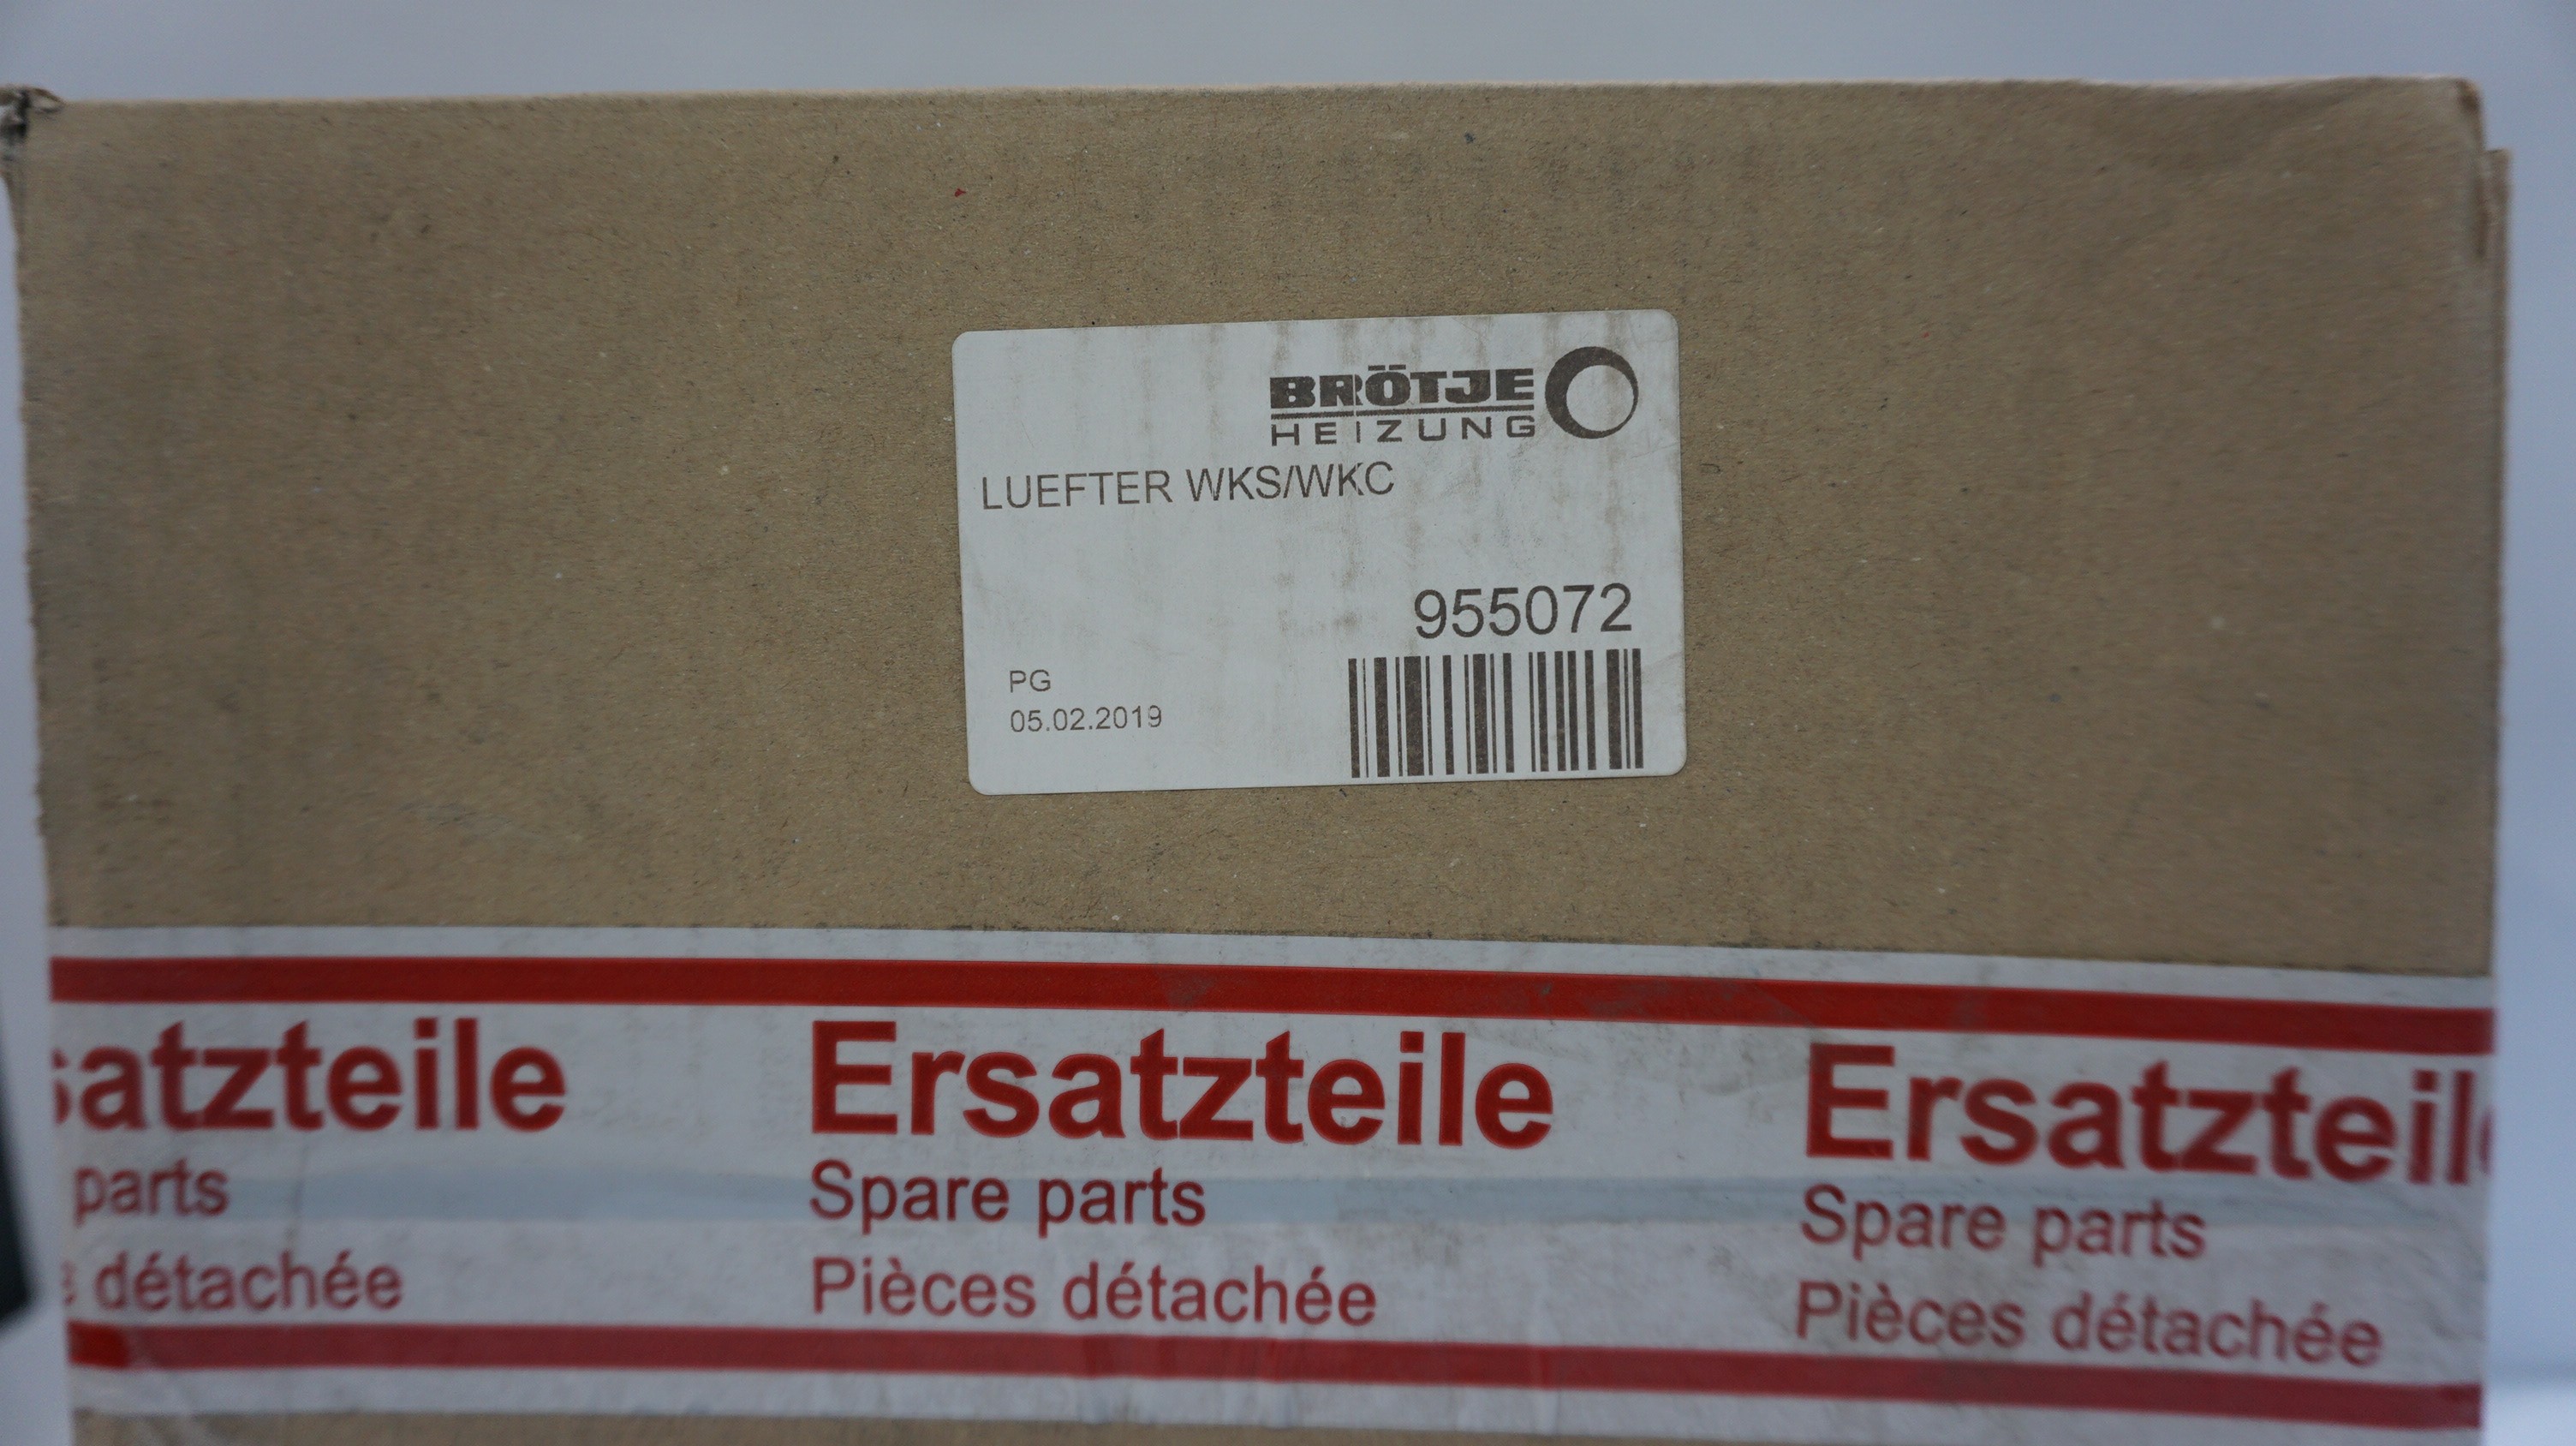 BRÖTJE
HEIZUNG
LUEFTER WKS/WKC
955072
PG
05.02.2019
satzteile Ersatzteile Ersatzteile
parts Spare parts Spare parts
détachée Pièces détachée Pièces détachée